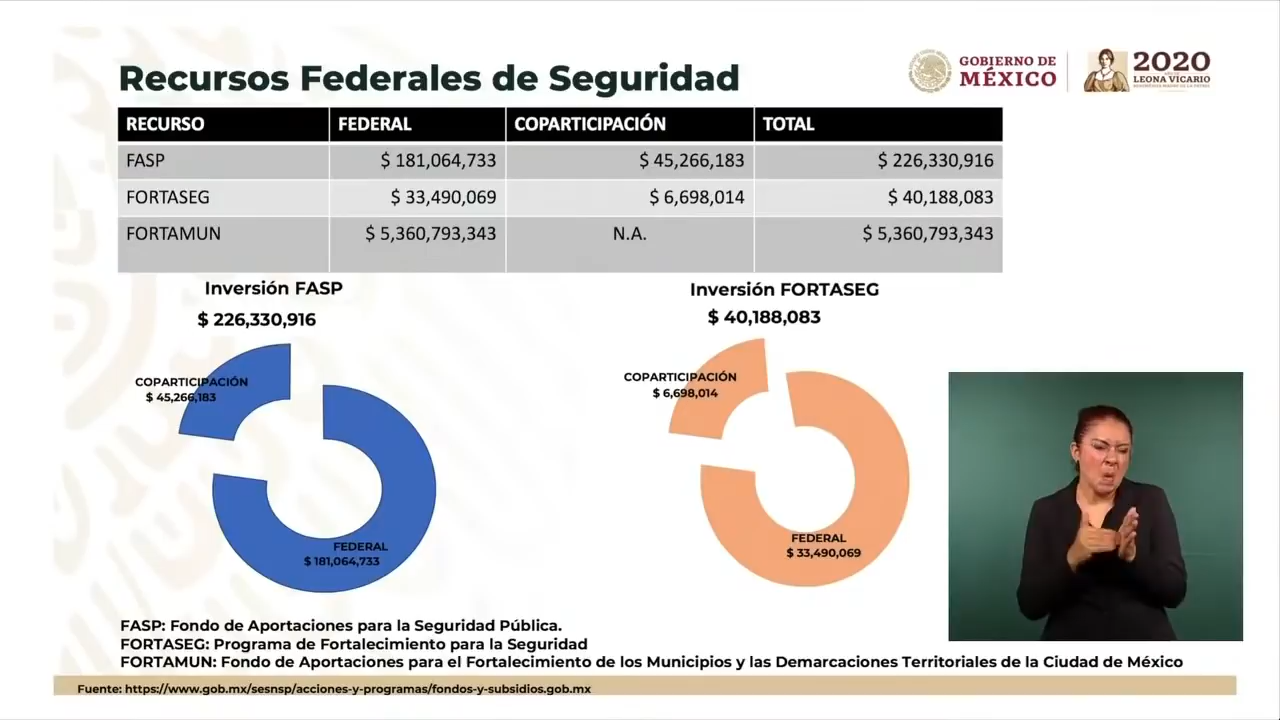 Recursos Federales de Seguridad
GOBIERNO DE
MÉXICO
2020
LEONA VICARIO
RECURSO FEDERAL COPARTICIPACIÓN TOTAL
FASP $ 181,064,733 $ 45,266,183 $ 226,330,916
FORTASEG $ 33,490,069 $ 6,698,014 $ 40,188,083
FORTAMUN $ 5,360,793,343 N.A. $ 5,360,793,343
Inversión FASP
$ 226,330,916
COPARTICIPACIÓN
$ 45,266,183
FEDERAL
$ 181,064,733
Inversión FORTASEG
$ 40,188,083
COPARTICIPACIÓN
$ 6,698,014
FEDERAL
$ 33,490,069
FASP: Fondo de Aportaciones para la Seguridad Pública.
FORTASEG: Programa de Fortalecimiento para la Seguridad
FORTAMUN: Fondo de Aportaciones para el Fortalecimiento de los Municipios y las Demarcaciones Territoriales de la Ciudad de México
Fuente: https://www.gob.mx/sesnsp/acciones-y-programas/fondos-y-subsidios.gob.mx